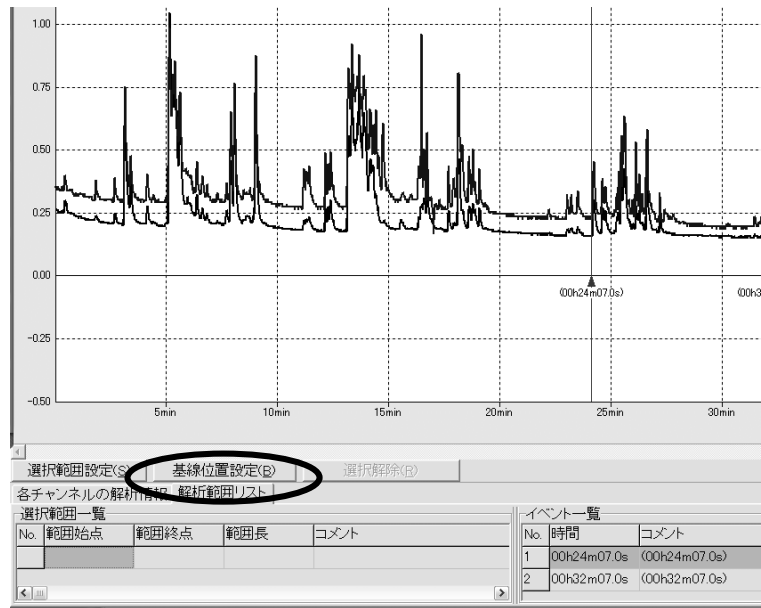 1.00
0.75
0.50
0.25
0.00
(00h24m07.0s)
(00h3
-0.25
-0.50
5min
10min
15min
20min
25min
30min
選択範囲設定(S)
基線位置設定(B)
選択解除(R)
各チャンネルの解析情報
解析範囲リスト
選択範囲一覧
No. 範囲始点 範囲終点 範囲長 コメント
イベント一覧
No. 時間 コメント
1 00h24m07.0s (00h24m07.0s)
2 00h32m07.0s (00h32m07.0s)